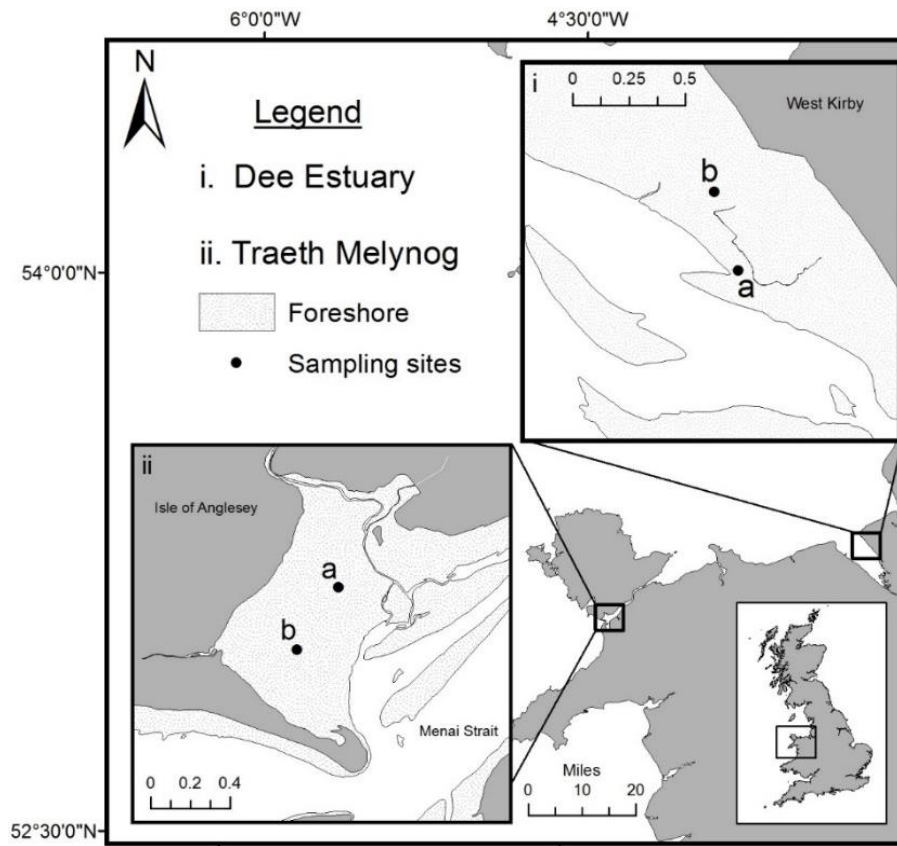 6°0'0"W
4°30'0"W
N
Legend
i. Dee Estuary
ii. Traeth Melynog
Foreshore
Sampling sites
54°0'0"N
52°30'0"N
i
0 0.25 0.5
West Kirby
b
a
ii
Isle of Anglesey
a
b
Menai Strait
0 0.2 0.4
Miles
0 10 20